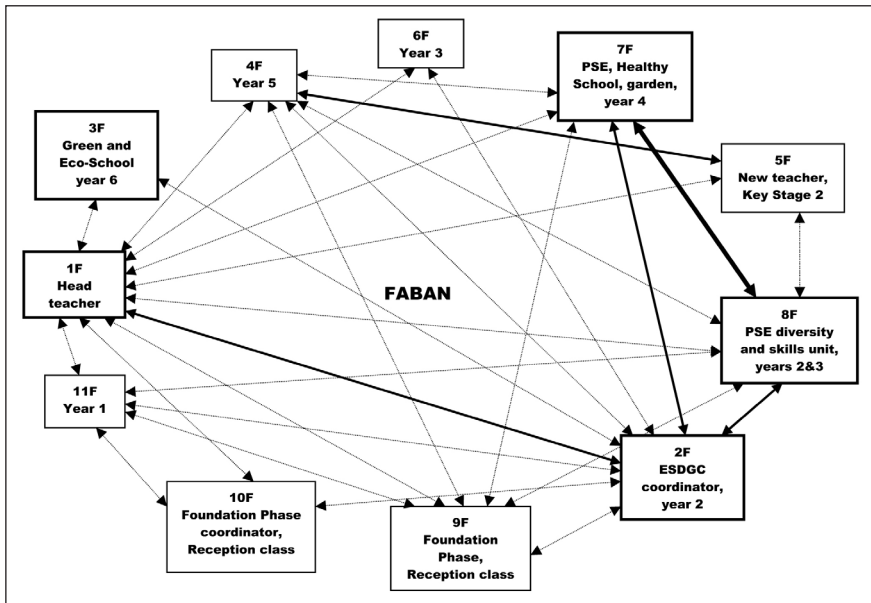 6F
Year 3
7F
PSE, Healthy
School, garden,
year 4
4F
Year 5
3F
Green and
Eco-School
year 6
5F
New teacher,
Key Stage 2
1F
Head
teacher
FABAN
8F
PSE diversity
and skills unit,
years 2&3
11F
Year 1
2F
ESDGC
coordinator,
year 2
10F
Foundation Phase
coordinator,
Reception class
9F
Foundation
Phase,
Reception class